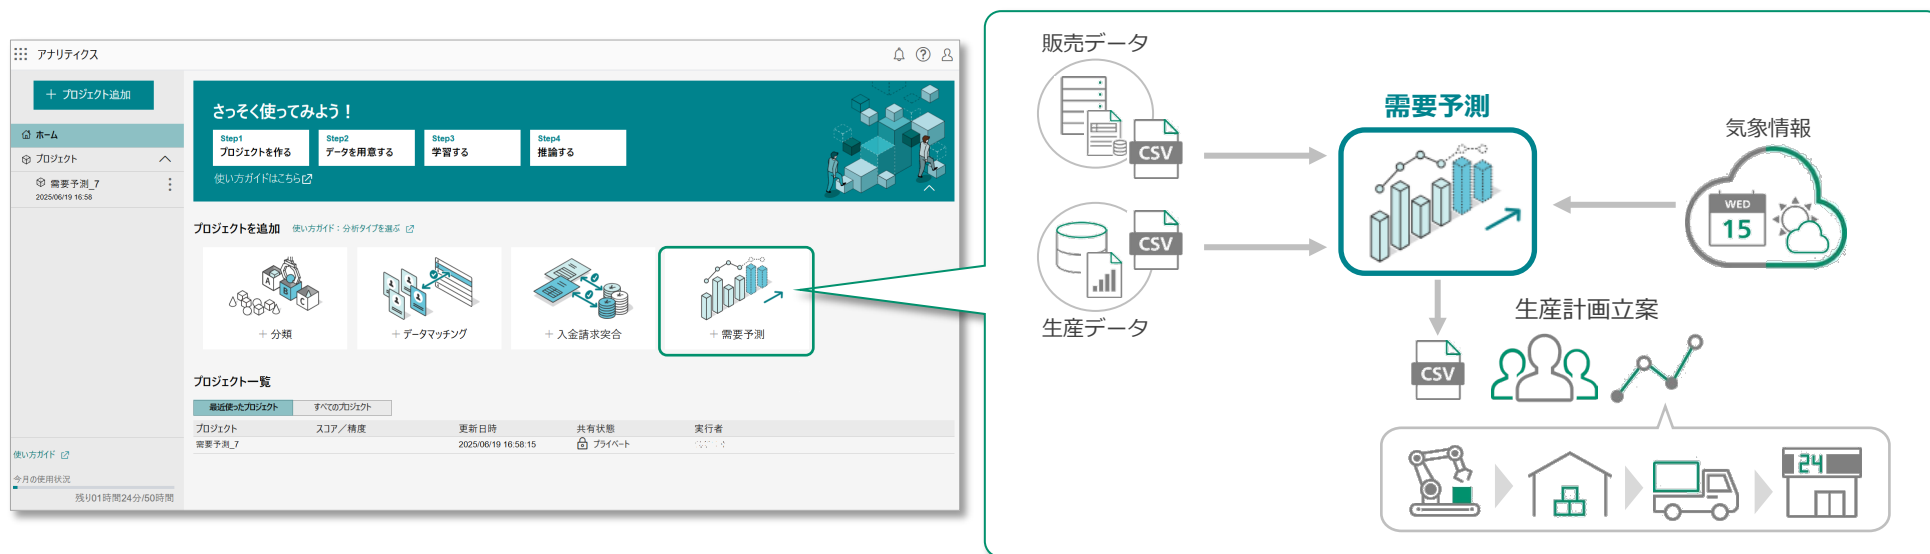 アナリティクス
＋ プロジェクト追加
ホーム
プロジェクト
需要予測_7
2025/06/19 16:58
使い方ガイド
今月の使用状況
残り01時間24分/50時間
さっそく使ってみよう！
Step1
プロジェクトを作る
Step2
データを用意する
Step3
学習する
Step4
推論する
使い方ガイドはこちら
プロジェクトを追加
使い方ガイド：分析タイプを選ぶ
A
B
C
＋分類
＋データマッチング
＋入金請求突合
＋需要予測
プロジェクト一覧
最近使ったプロジェクト
すべてのプロジェクト
プロジェクト スコア／精度 更新日時 共有状態 実行者
需要予測_7 2025/06/19 16:58:15 プライベート
販売データ
CSV
CSV
生産データ
需要予測
気象情報
WED
15
生産計画立案
CSV
24